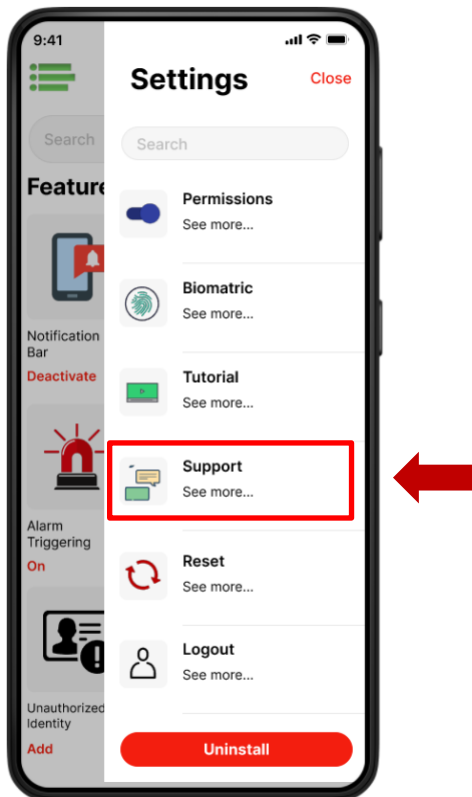 9:41
Settings
Close
Search
Search
Feature
Permissions
See more...
Biomatric
See more...
Notification
Bar
Deactivate
Tutorial
See more...
Support
See more...
Alarm
Triggering
On
Reset
See more...
Logout
See more...
Unauthorized
Identity
Add
Uninstall